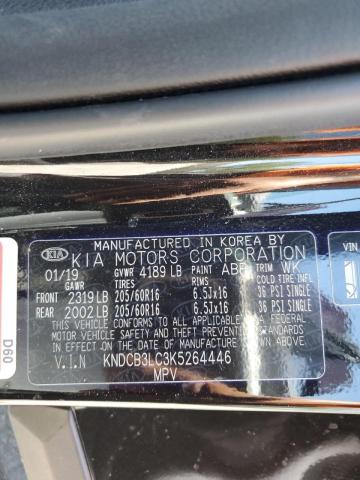 MANUFACTURED IN KOREA BY
KIA KIA MOTORS CORPORATION
01/19 GVWR 4189 LB PAINT ABP TRIM WK
GAWR TIRES RIMS COLD TIRE INFL
FRONT 2319 LB 205/60R16 6.5Jx16 36 PSI SINGLE
REAR 2002 LB 205/60R16 6.5Jx16 36 PSI SINGLE
THIS VEHICLE CONFORMS TO ALL APPLICABLE
FEDERAL MOTOR VEHICLE SAFETY AND THEFT
PREVENTION STANDARDS IN EFFECT ON THE
DATE OF MANUFACTURE SHOWN ABOVE.
V.I.N KNDCB3LC3K5264446
MPV
D60
VIN